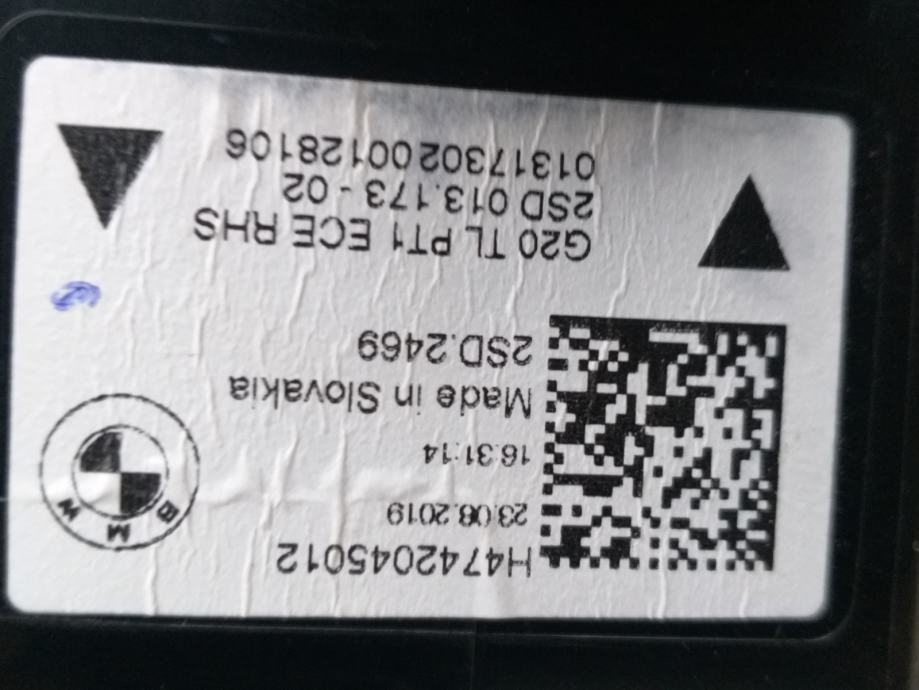 H4742045012
23.08.2019
16:31:14
Made in Slovakia
2SD.2469
BMW
G20 TL PT1 ECE RHS
2SD 013.173 - 02
0131730200128106